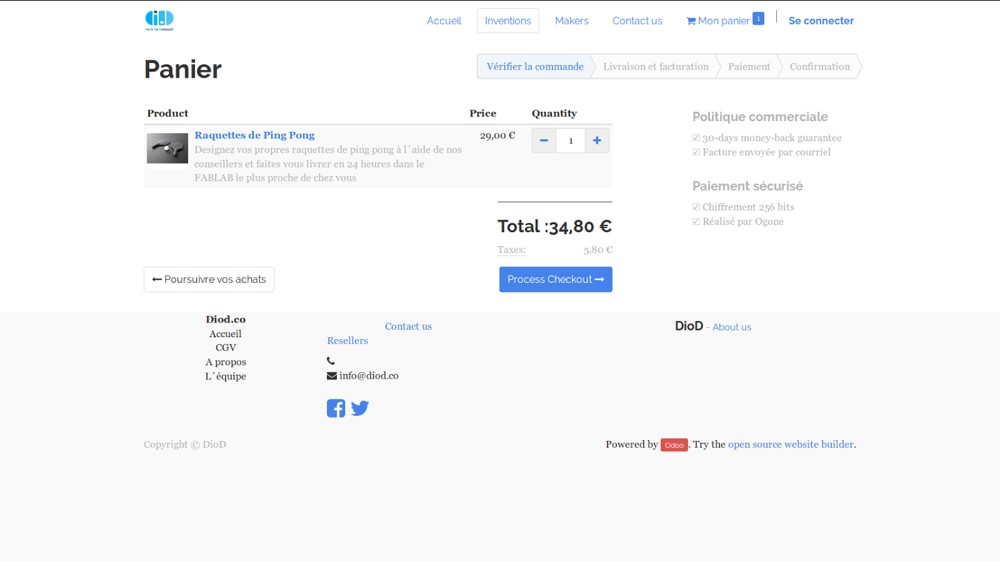 Do It On Demand!
Accueil
Inventions
Makers
Contact us
Mon panier 1
Se connecter
Panier
Vérifier la commande
Livraison et facturation
Paiement
Confirmation
Product Price Quantity
Raquettes de Ping Pong 29,00 € 1
Designez vos propres raquettes de ping pong à l´aide de nos
conseillers et faites vous livrer en 24 heures dans le
FABLAB le plus proche de chez vous
Total :34,80 €
Taxes: 5,80 €
Poursuivre vos achats
Process Checkout
Politique commerciale
30-days money-back guarantee
Facture envoyée par courriel
Paiement sécurisé
Chiffrement 256 bits
Réalisé par Ogone
Diod.co
Accueil
CGV
A propos
L´équipe
Contact us
Resellers
info@diod.co
DioD - About us
Copyright © DioD
Powered by Odoo. Try the open source website builder.